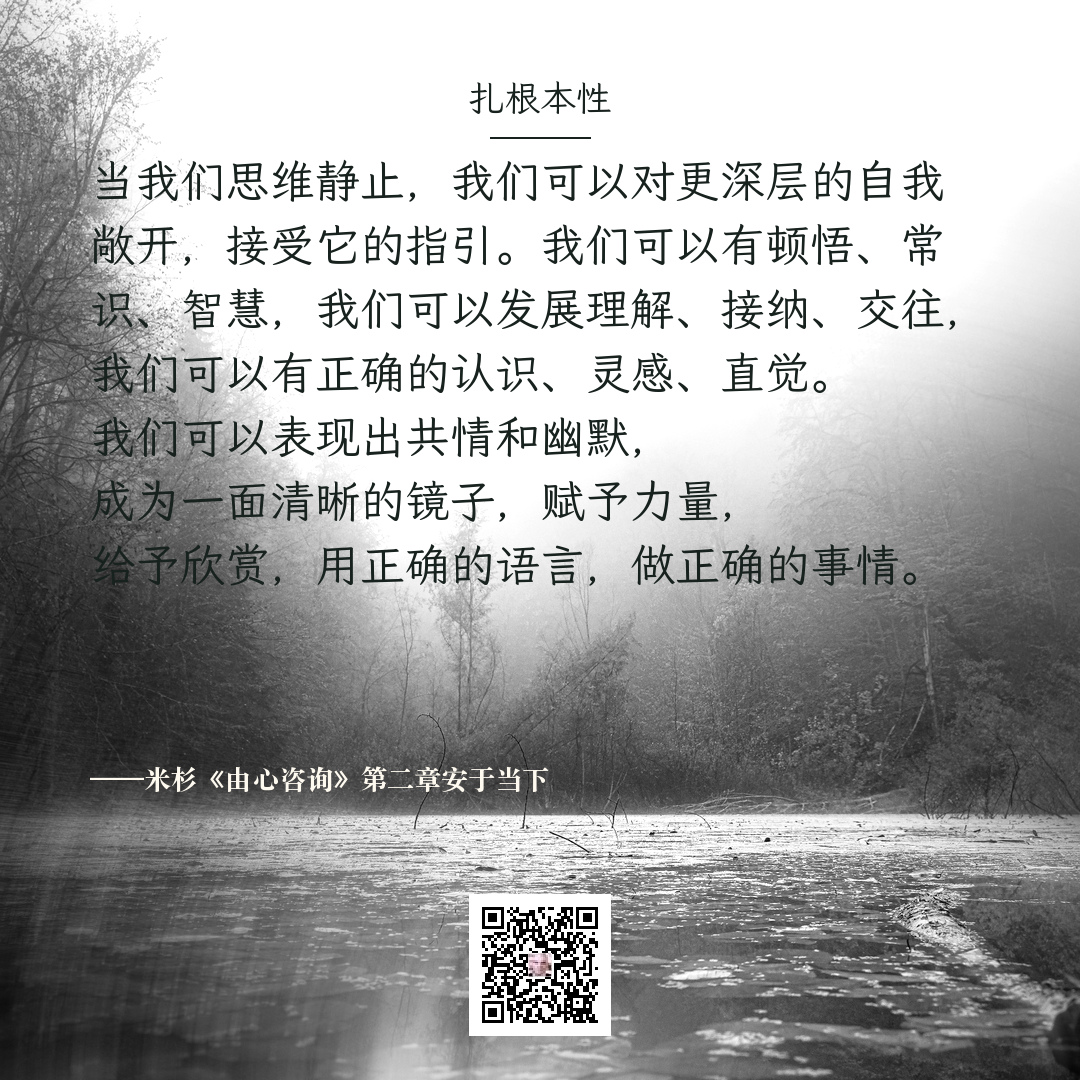 扎根本性
当我们思维静止，我们可以对更深层的自我
敞开，接受它的指引。我们可以有顿悟、常
识、智慧，我们可以发展理解、接纳、交往，
我们可以有正确的认识、灵感、直觉。
我们可以表现出共情和幽默，
成为一面清晰的镜子，赋予力量，
给予欣赏，用正确的语言，做正确的事情。
——米杉《由心咨询》第二章安于当下